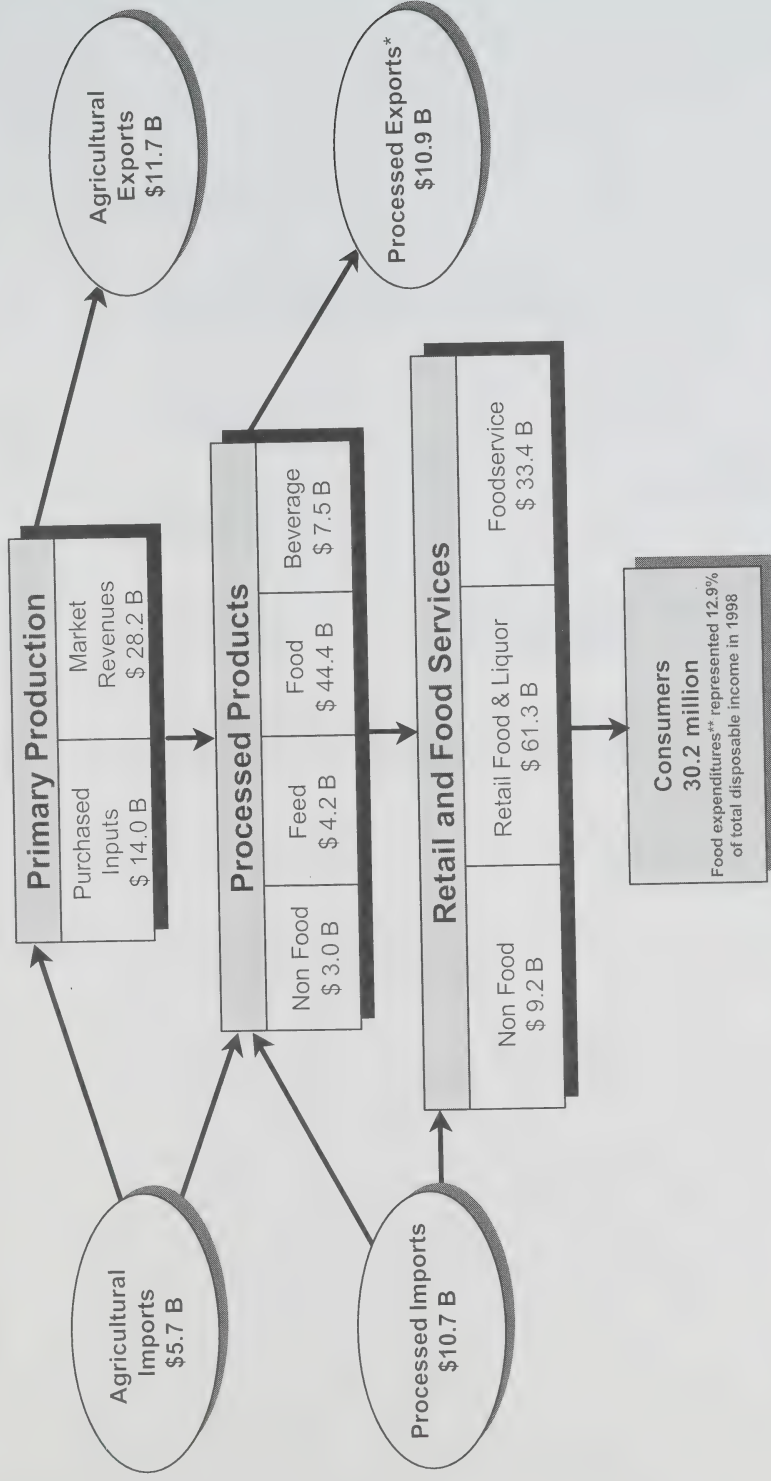 Agricultural
Imports
$5.7 B
Processed Imports
$10.7 B
Primary Production
Purchased
Inputs
$ 14.0 B
Market
Revenues
$ 28.2 B
Processed Products
Non Food
$ 3.0 B
Feed
$ 4.2 B
Food
$ 44.4 B
Beverage
$ 7.5 B
Retail and Food Services
Non Food
$ 9.2 B
Retail Food & Liquor
$ 61.3 B
Foodservice
$ 33.4 B
Consumers
30.2 million
Food expenditures** represented 12.9%
of total disposable income in 1998
Agricultural
Exports
$11.7 B
Processed Exports*
$10.9 B